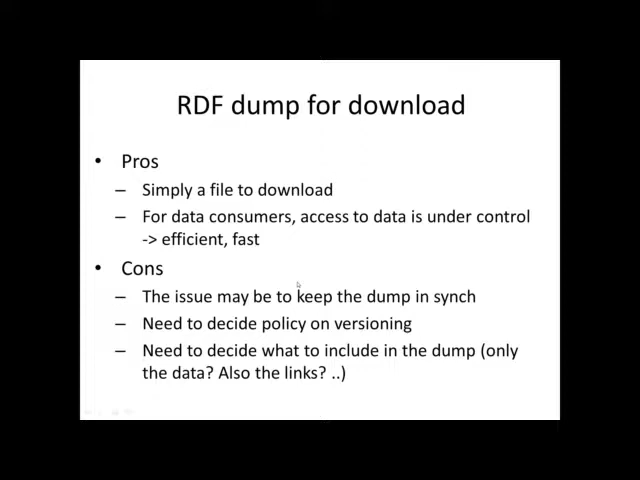 RDF dump for download
• Pros
– Simply a file to download
– For data consumers, access to data is under control
-> efficient, fast
• Cons
– The issue may be to keep the dump in synch
– Need to decide policy on versioning
– Need to decide what to include in the dump (only
the data? Also the links? ..)